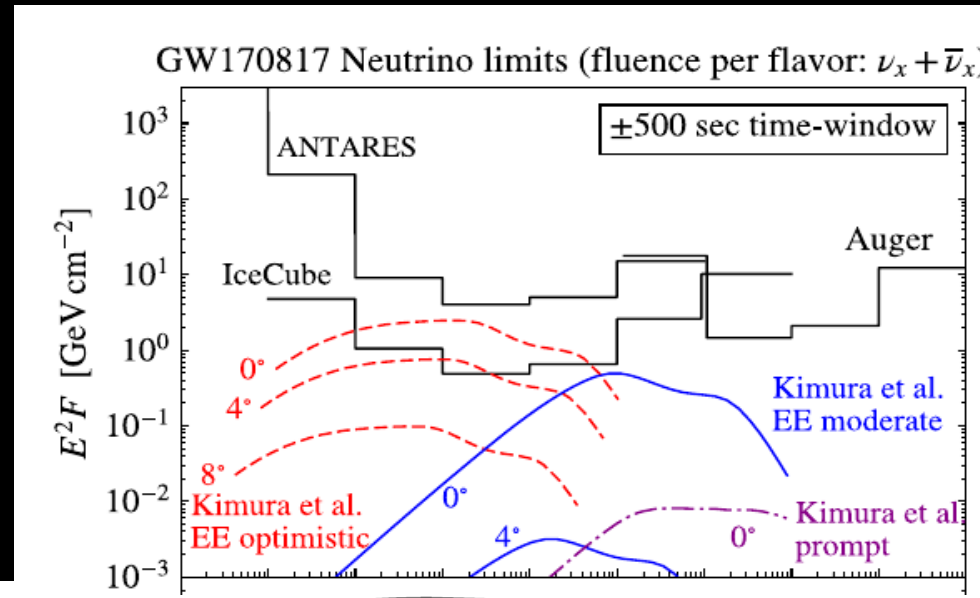 GW170817 Neutrino limits (fluence per flavor: νₓ + ν̅ₓ)
±500 sec time-window
10³
ANTARES
10²
Auger
10¹
IceCube
10⁰
0°
4°
Kimura et al.
EE moderate
10⁻¹
8°
0°
10⁻²
Kimura et al.
EE optimistic
4°
0°
Kimura et al
prompt
10⁻³
E²F [GeV cm⁻²]